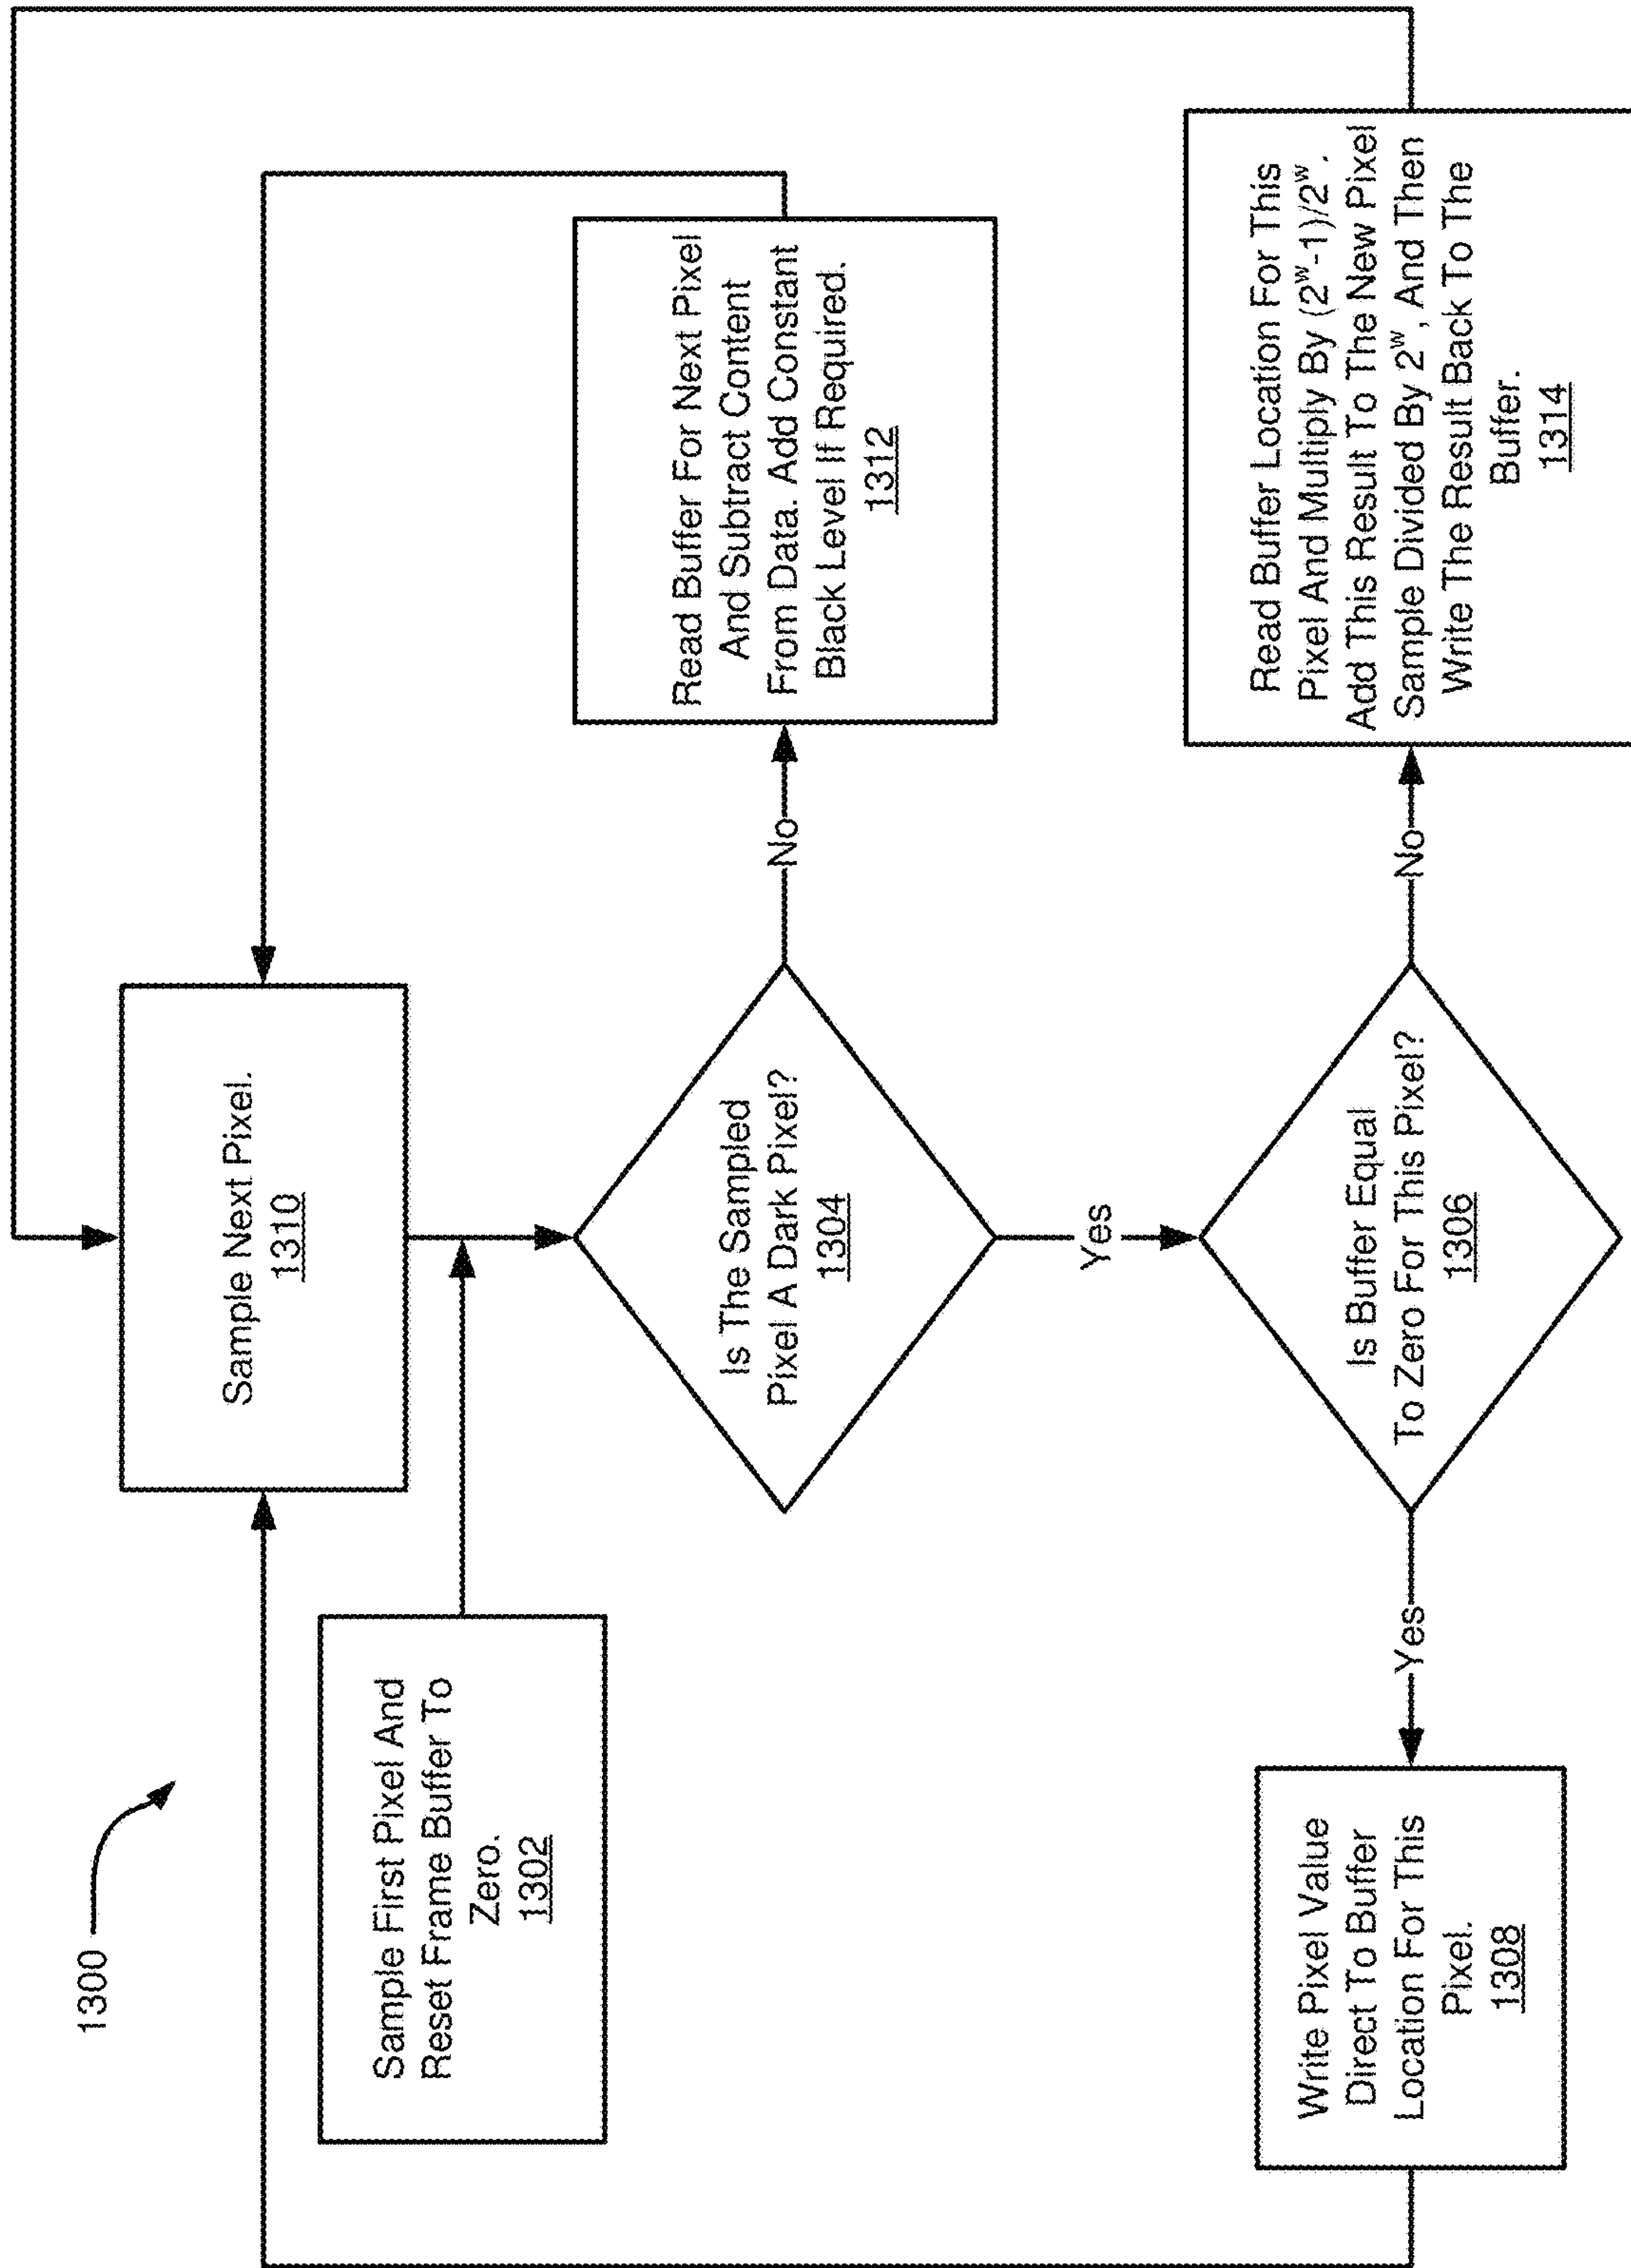 1300
Sample Next Pixel.
1310
Sample First Pixel And
Reset Frame Buffer To
Zero.
1302
Is The Sampled
Pixel A Dark Pixel?
1304
No
Read Buffer For Next Pixel
And Subtract Content
From Data. Add Constant
Black Level If Required.
1312
Yes
Is Buffer Equal
To Zero For This Pixel?
1306
Yes
Write Pixel Value
Direct To Buffer
Location For This
Pixel.
1308
No
Read Buffer Location For This
Pixel And Multiply By (2ʷ-1)/2ʷ.
Add This Result To The New Pixel
Sample Divided By 2ʷ, And Then
Write The Result Back To The
Buffer.
1314